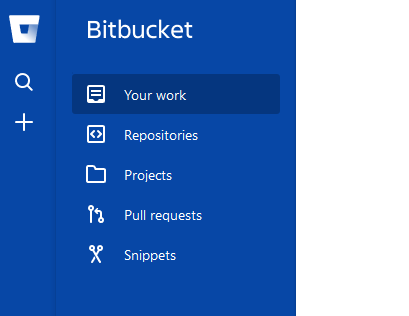 Bitbucket
Your work
Repositories
Projects
Pull requests
Snippets